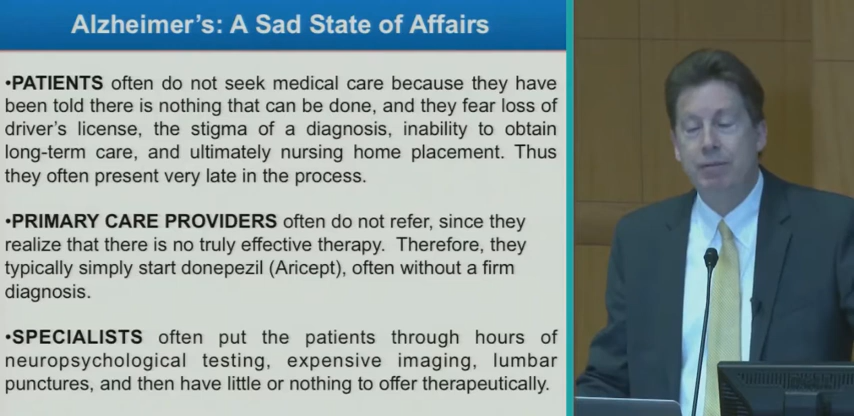 Alzheimer's: A Sad State of Affairs
•PATIENTS often do not seek medical care because they have
been told there is nothing that can be done, and they fear loss of
driver's license, the stigma of a diagnosis, inability to obtain
long-term care, and ultimately nursing home placement. Thus
they often present very late in the process.
•PRIMARY CARE PROVIDERS often do not refer, since they
realize that there is no truly effective therapy. Therefore, they
typically simply start donepezil (Aricept), often without a firm
diagnosis.
•SPECIALISTS often put the patients through hours of
neuropsychological testing, expensive imaging, lumbar
punctures, and then have little or nothing to offer therapeutically.